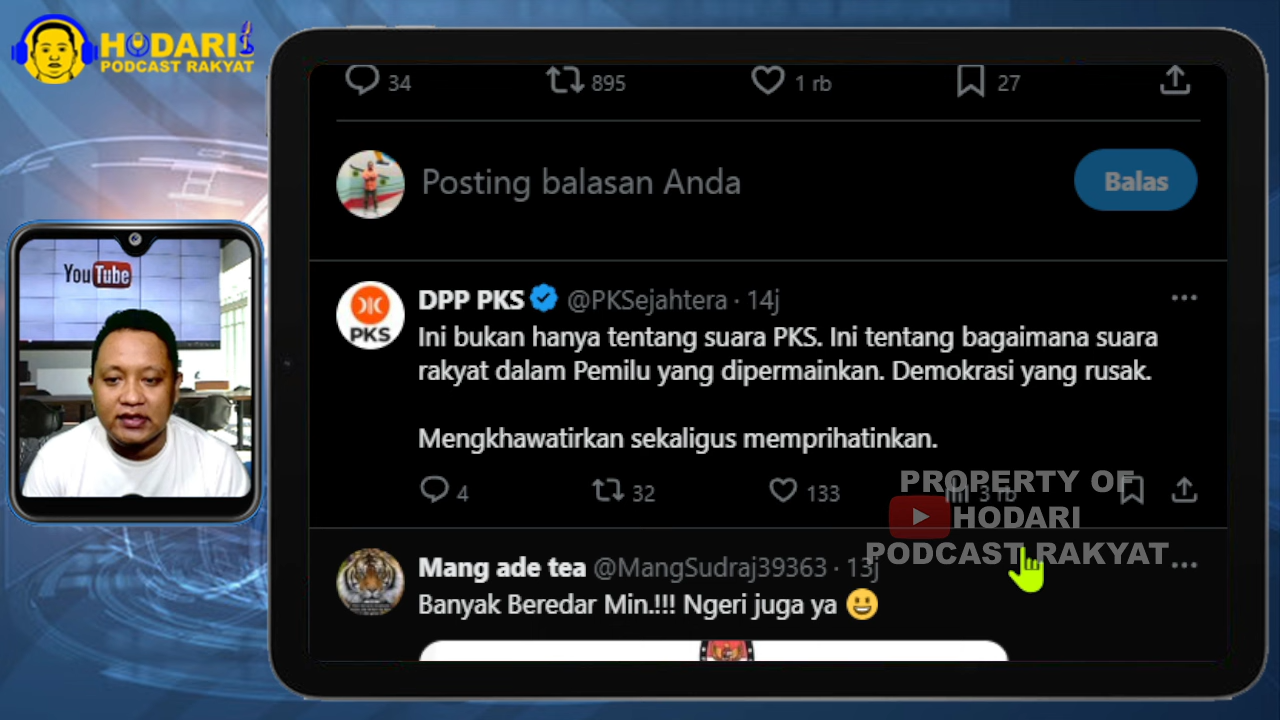 HODARI
PODCAST RAKYAT
34
895
1 rb
27
Posting balasan Anda
Balas
YouTube
DPP PKS @PKSejahtera · 14j
PKS
Ini bukan hanya tentang suara PKS. Ini tentang bagaimana suara
rakyat dalam Pemilu yang dipermainkan. Demokrasi yang rusak.
Mengkhawatirkan sekaligus memprihatinkan.
4
32
133
3 rb
PROPERTY OF
HODARI
PODCAST RAKYAT
Mang ade tea @MangSudraj39363 · 13j
Banyak Beredar Min.!!! Ngeri juga ya 😀